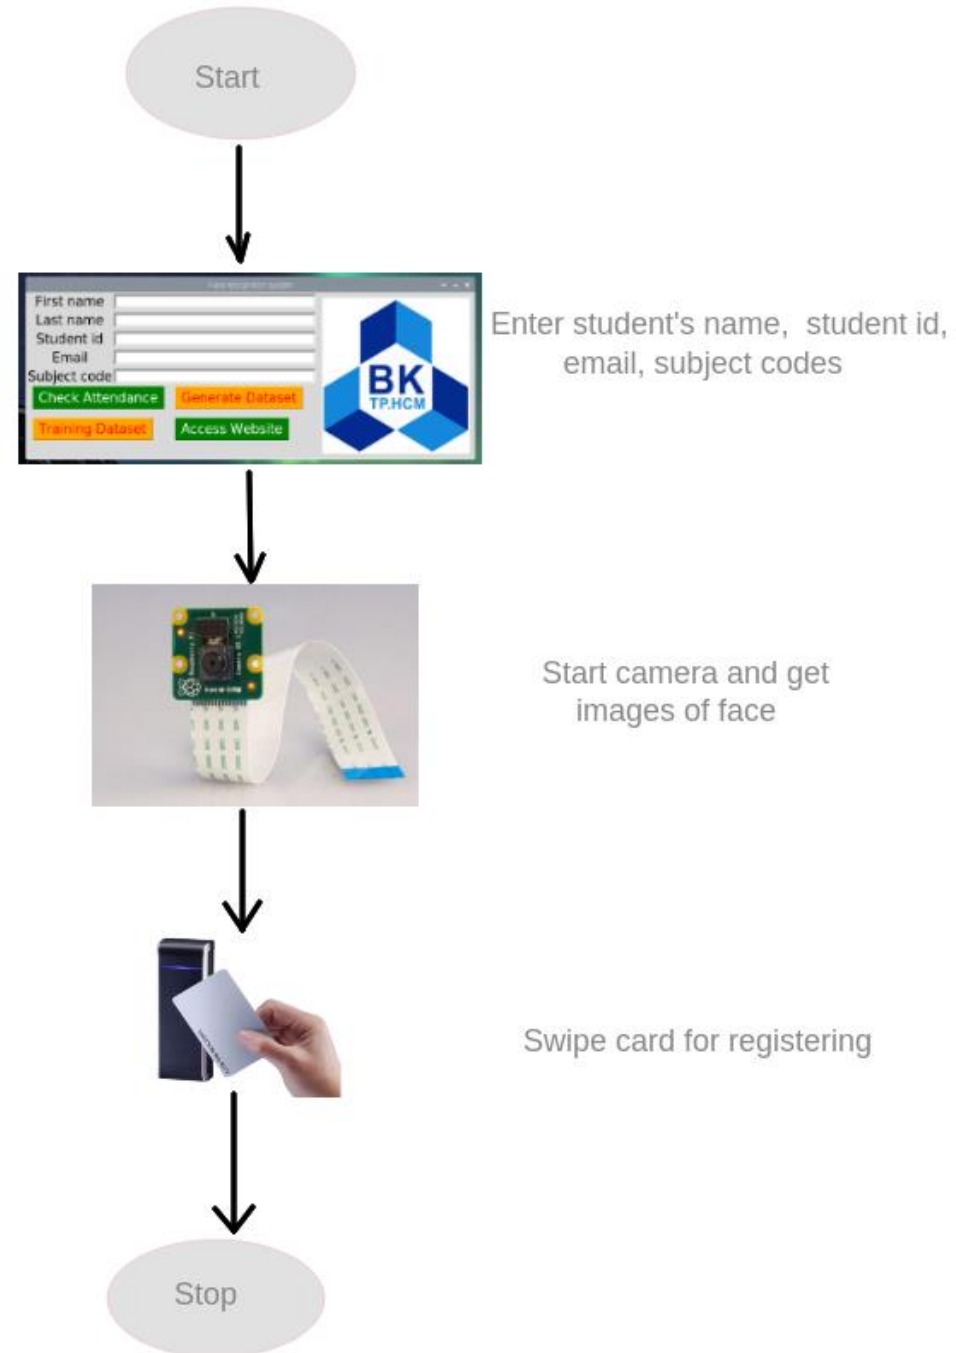 Start
First name
Last name
Student id
Email
Subject code
Check Attendance Generate Dataset
Training Dataset Access Website
BK
TP.HCM
Enter student's name, student id,
email, subject codes
Start camera and get
images of face
Swipe card for registering
Stop